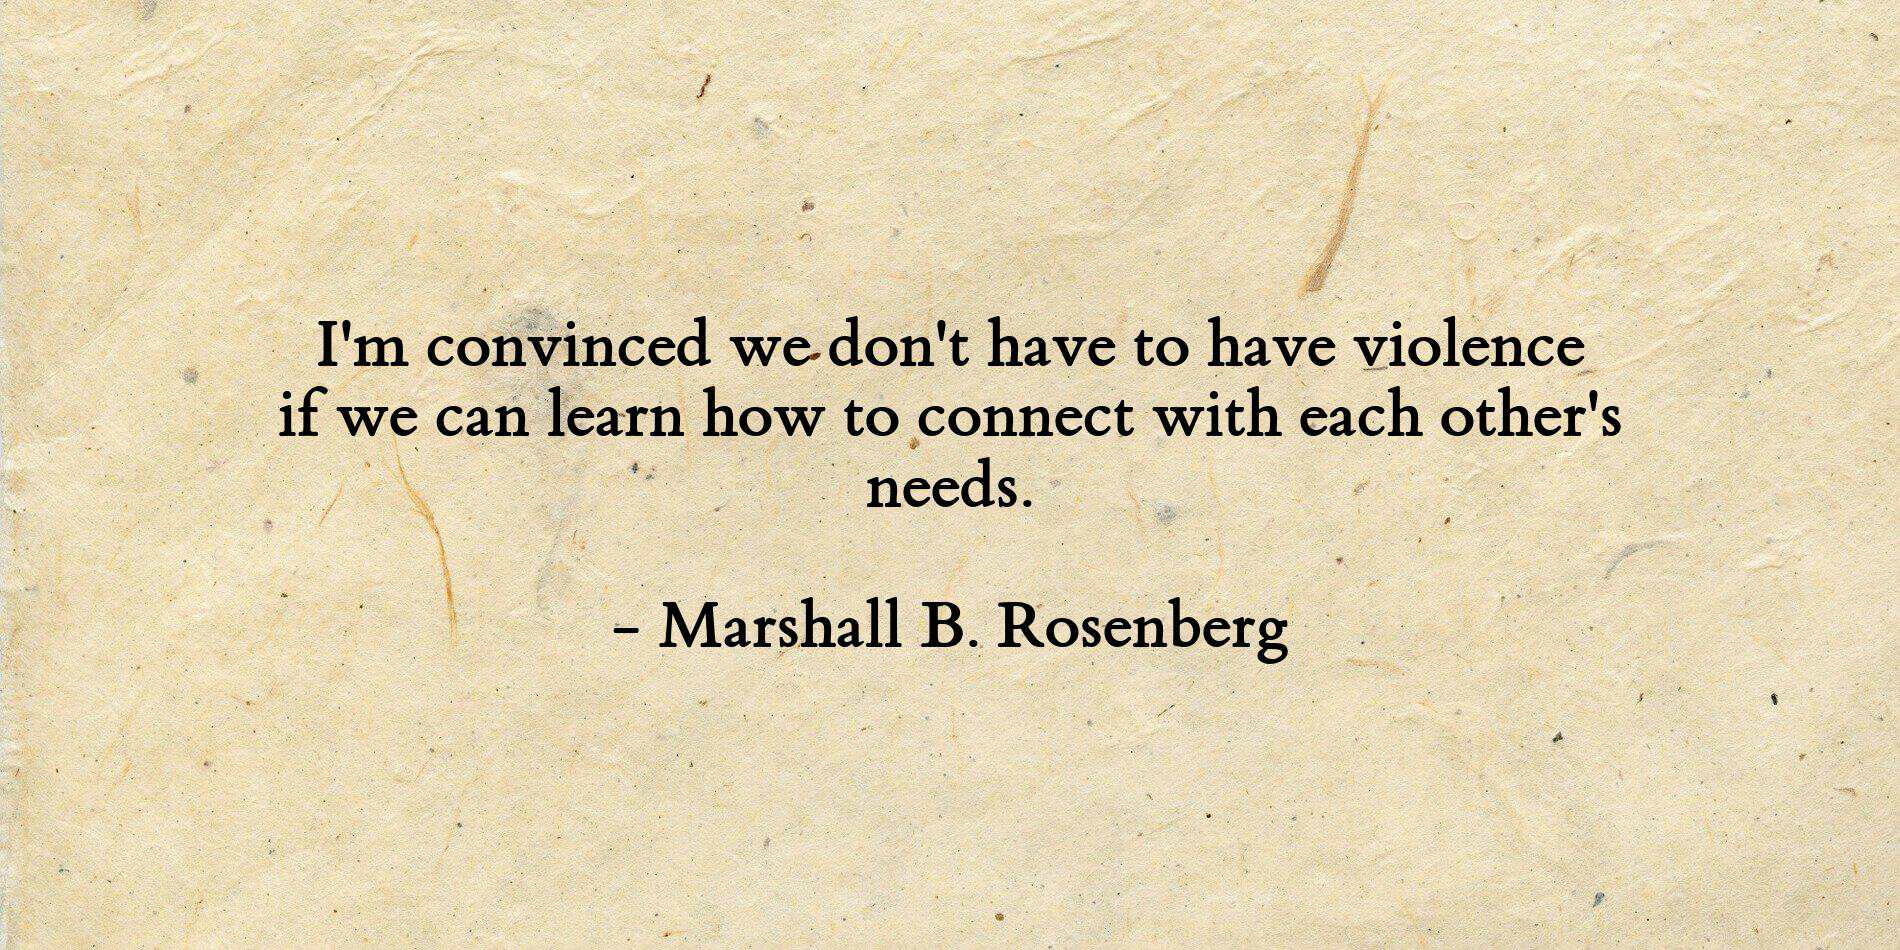 I'm convinced we don't have to have violence
if we can learn how to connect with each other's
needs.
- Marshall B. Rosenberg